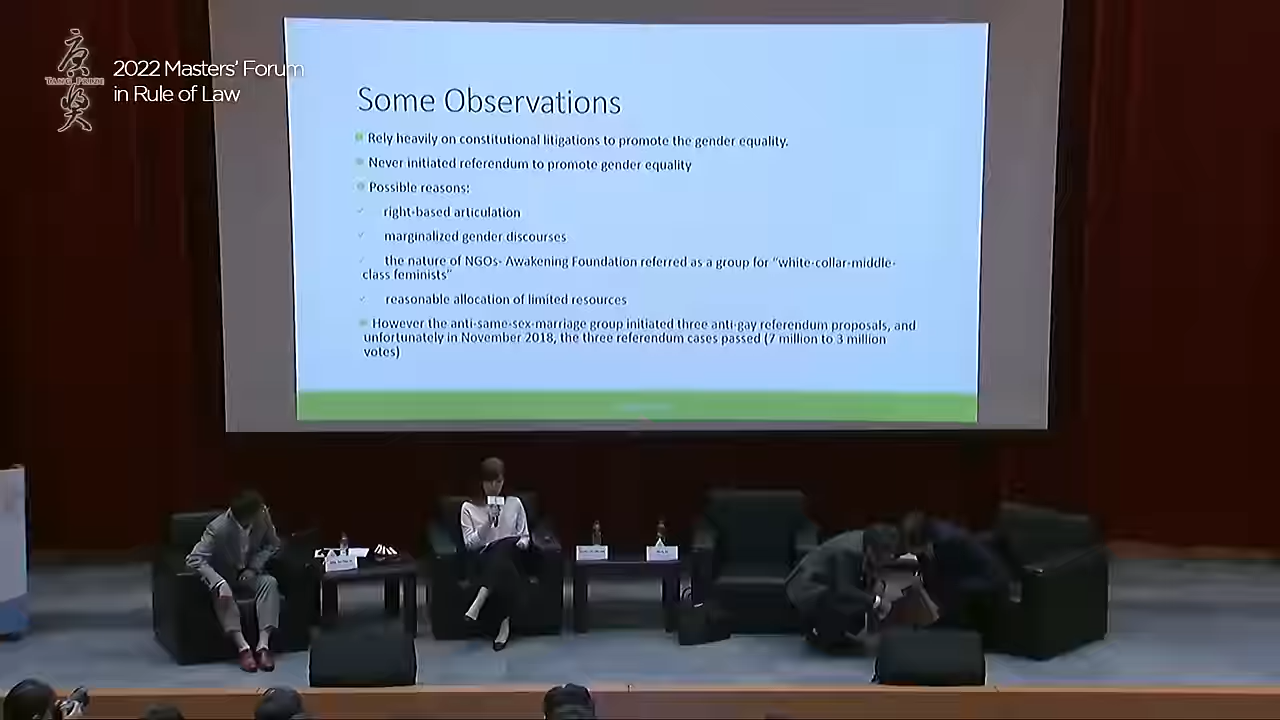 唐
TANG PRIZE
奬
2022 Masters' Forum
in Rule of Law
Some Observations
Rely heavily on constitutional litigations to promote the gender equality.
Never initiated referendum to promote gender equality
Possible reasons:
right-based articulation
marginalized gender discourses
the nature of NGOs- Awakening Foundation referred as a group for "white-collar-middle-
class feminists"
reasonable allocation of limited resources
However the anti-same-sex-marriage group initiated three anti-gay referendum proposals, and
unfortunately in November 2018, the three referendum cases passed (7 million to 3 million
votes)